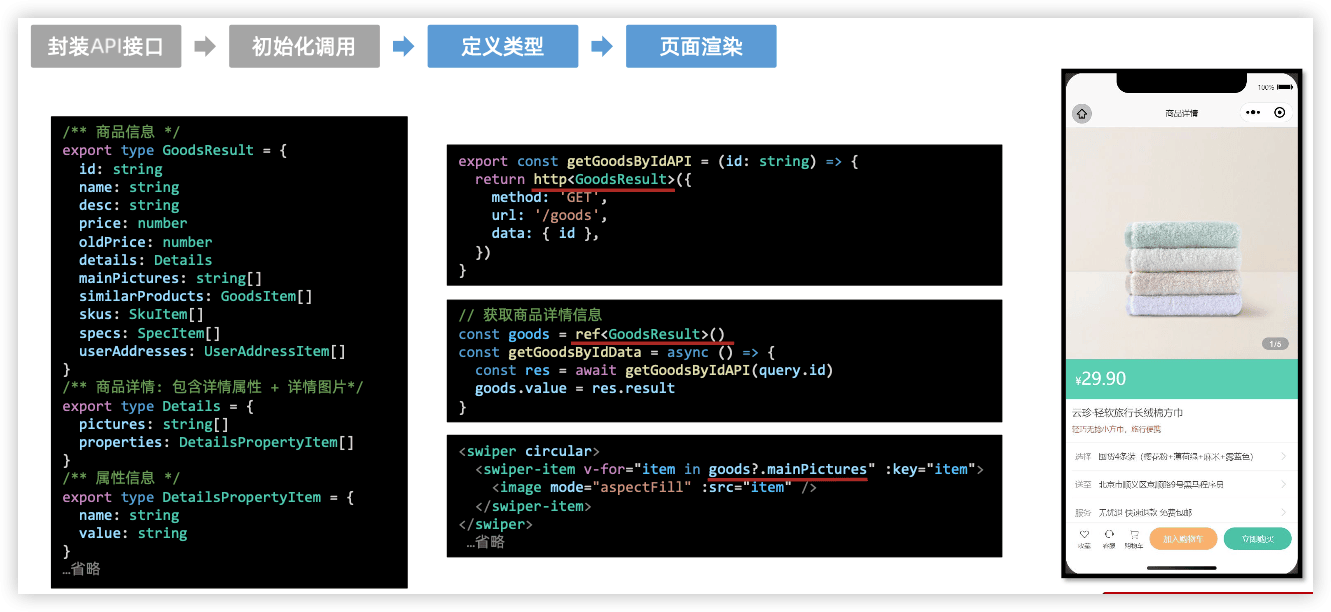 封装API接口
初始化调用
定义类型
页面渲染
/** 商品信息 */
export type GoodsResult = {
id: string
name: string
desc: string
price: number
oldPrice: number
details: Details
mainPictures: string[]
similarProducts: GoodsItem[]
skus: SkuItem[]
specs: SpecItem[]
userAddresses: UserAddressItem[]
}
/** 商品详情: 包含详情属性 + 详情图片*/
export type Details = {
pictures: string[]
properties: DetailsPropertyItem[]
}
/** 属性信息 */
export type DetailsPropertyItem = {
name: string
value: string
}
…省略
export const getGoodsByIdAPI = (id: string) => {
return http<GoodsResult>({
method: 'GET',
url: '/goods',
data: { id },
})
}
// 获取商品详情信息
const goods = ref<GoodsResult>()
const getGoodsByIdData = async () => {
const res = await getGoodsByIdAPI(query.id)
goods.value = res.result
}
<swiper circular>
<swiper-item v-for="item in goods?.mainPictures" :key="item">
<image mode="aspectFill" :src="item" />
</swiper-item>
</swiper>
…省略
100%
商品详情
1/5
¥29.90
云珍·轻软旅行长绒棉方巾
轻巧无捻小方巾，旅行便携
选择
送至 北京市顺义区
服务 无忧退 快速退款 免费包邮
收藏
客服
购物车
加入购物车
立即购买